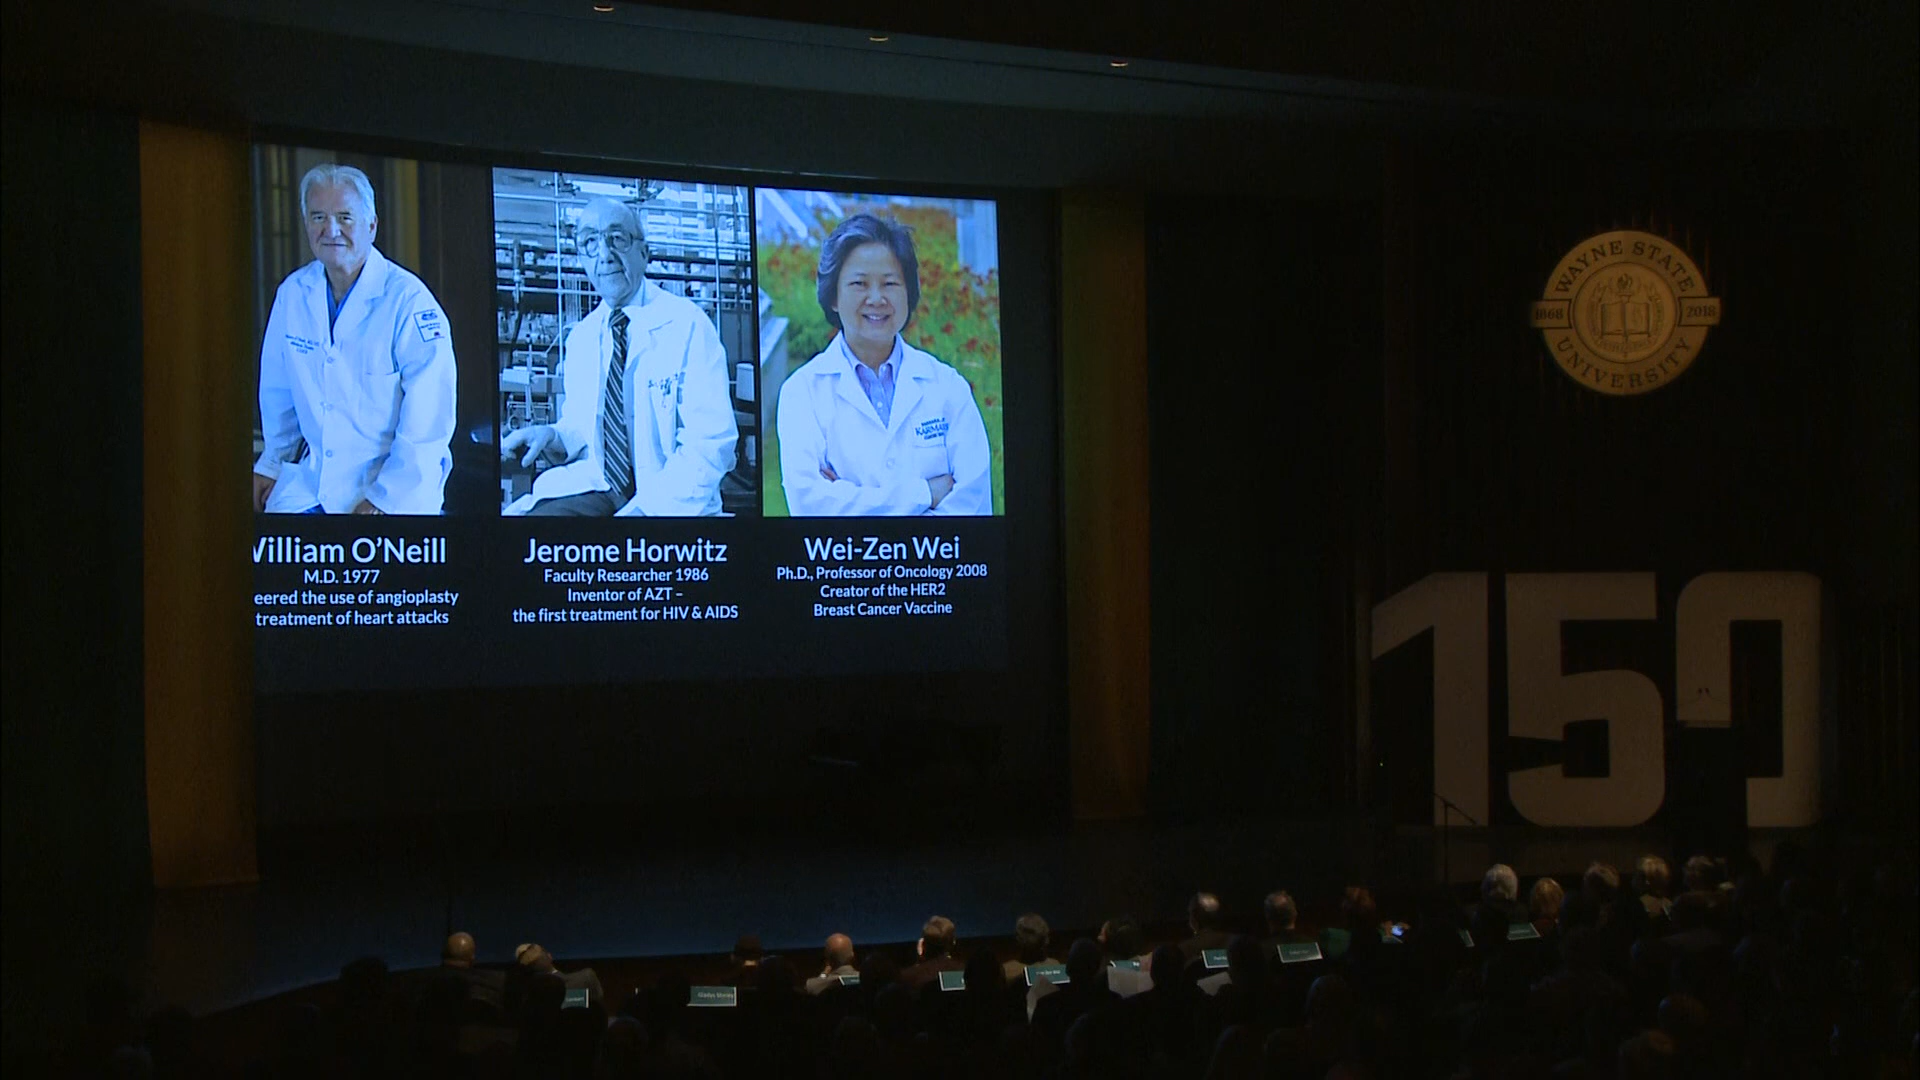 William O'Neill
M.D. 1977
eered the use of angioplasty
treatment of heart attacks
Jerome Horwitz
Faculty Researcher 1986
Inventor of AZT –
the first treatment for HIV & AIDS
Wei-Zen Wei
Ph.D., Professor of Oncology 2008
Creator of the HER2
Breast Cancer Vaccine
KARMANOS
WAYNE STATE
1868 2018
UNIVERSITY
150
Gladys